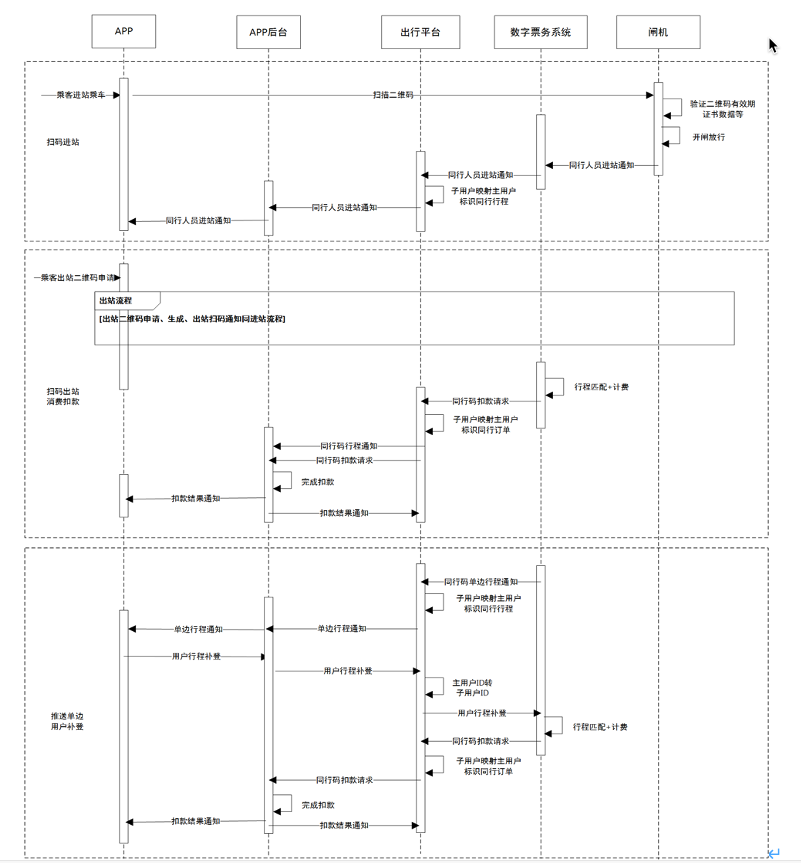 APP
APP后台
出行平台
数字票务系统
闸机
乘客进站乘车
扫描二维码
验证二维码有效期
证书数据等
扫码进站
开闸放行
同行人员进站通知
同行人员进站通知
子用户映射主用户
标识同行行程
同行人员进站通知
同行人员进站通知
乘客出站二维码申请
出站流程
[出站二维码申请、生成、出站扫码通知同进站流程]
扫码出站
消费扣款
行程匹配+计费
同行码扣款请求
子用户映射主用户
标识同行订单
同行码行程通知
同行码扣款请求
完成扣款
扣款结果通知
扣款结果通知
同行码单边行程通知
子用户映射主用户
标识同行行程
单边行程通知
单边行程通知
用户行程补登
用户行程补登
主用户ID转
子用户ID
推送单边
用户补登
用户行程补登
行程匹配+计费
同行码扣款请求
子用户映射主用户
标识同行订单
同行码扣款请求
完成扣款
扣款结果通知
扣款结果通知